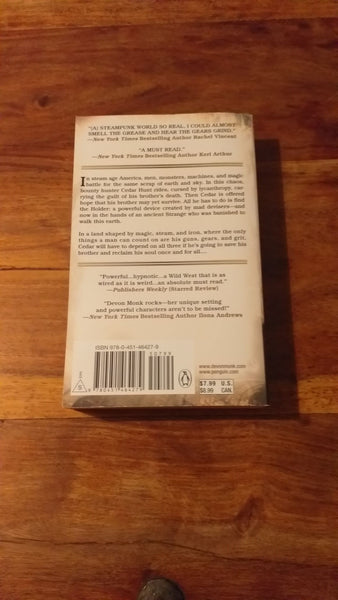 "[A] STEAMPUNK WORLD SO REAL, I COULD ALMOST
SMELL THE GREASE AND HEAR THE GEARS GRIND."
—New York Times Bestselling Author Rachel Vincent
"A MUST READ."
—New York Times Bestselling Author Keri Arthur
In steam age America, men, monsters, machines, and magic
battle for the same scrap of earth and sky. In this chaos,
bounty hunter Cedar Hunt rides, cursed by lycanthropy, car-
rying the guilt of his brother's death. Then Cedar is offered
hope that his brother may yet survive. All he has to do is find
the Holder: a powerful device created by mad devisers—and
now in the hands of an ancient Strange who was banished to
walk this earth.
In a land shaped by magic, steam, and iron, where the only
things a man can count on are his guns, gears, and grit,
Cedar will have to depend on all three if he's going to save his
brother and reclaim his soul once and for all...
"Powerful...hypnotic...a Wild West that is as
wired as it is weird...an absolute must read."
—Publishers Weekly (Starred Review)
"Devon Monk rocks—her unique setting
and powerful characters aren't to be missed!"
—New York Times Bestselling Author Ilona Andrews
ISBN 978-0-451-46427-9
50799
9 780451 464279
www.devonmonk.com
www.penguin.com
$7.99 U.S.
$8.99 CAN.